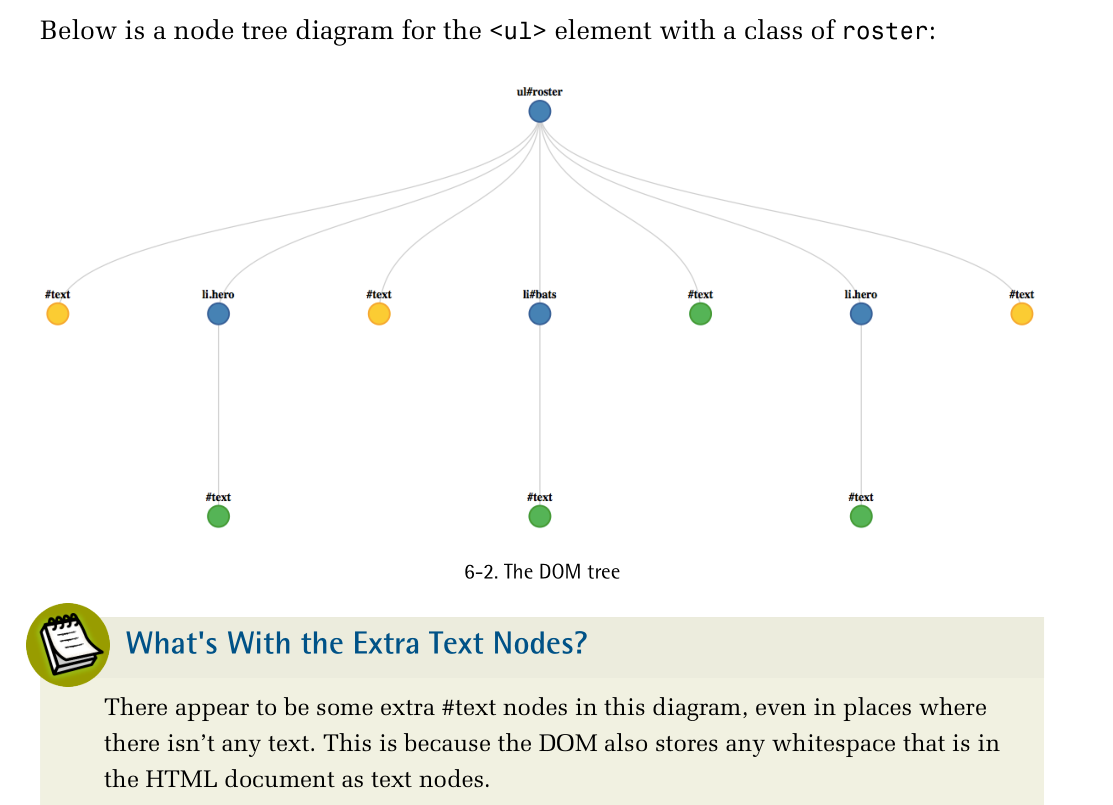 Below is a node tree diagram for the <ul> element with a class of roster:
ul#roster
#text li.hero #text li#bats #text li.hero #text
#text #text #text
6-2. The DOM tree
What's With the Extra Text Nodes?
There appear to be some extra #text nodes in this diagram, even in places where
there isn’t any text. This is because the DOM also stores any whitespace that is in
the HTML document as text nodes.